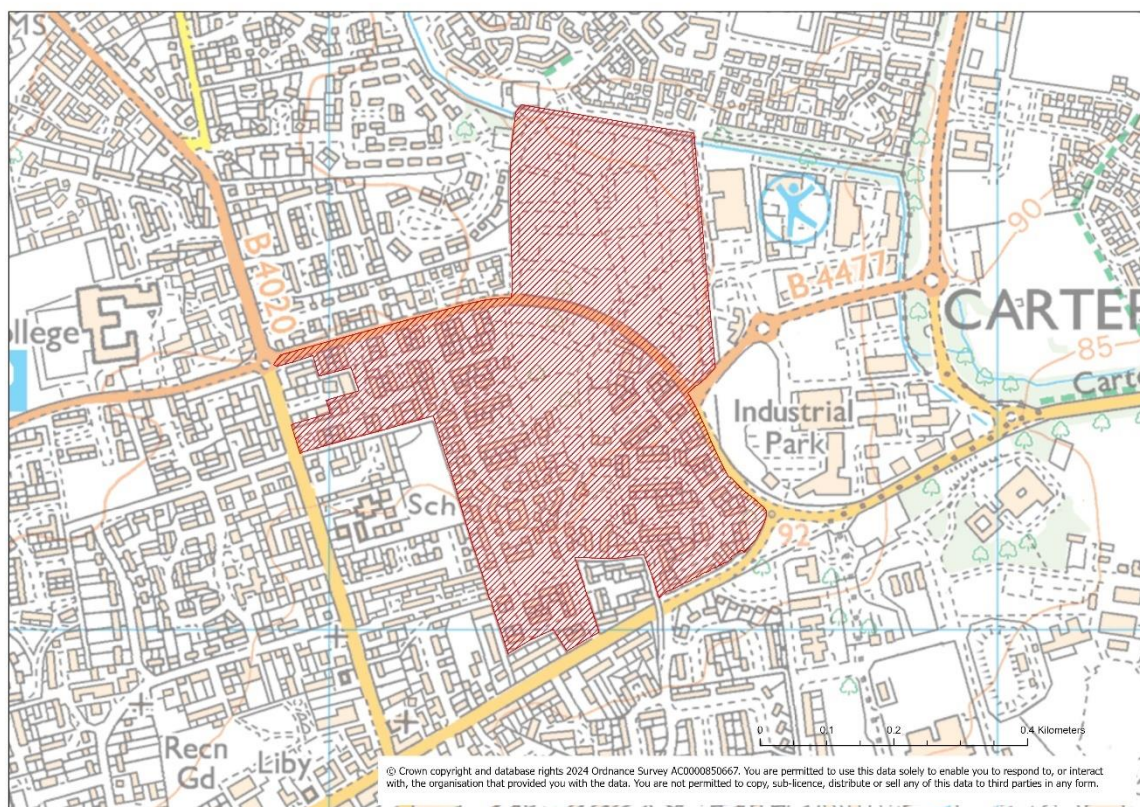 MS
B 4020
90
B 4477
CARTE
85
Carte
ollege
Industrial
Park
Sch
92
Recn
Gd
Liby
0 0.1 0.2 0.4 Kilometers
© Crown copyright and database rights 2024 Ordnance Survey AC0000850667. You are permitted to use this data solely to enable you to respond to, or interact
with, the organisation that provided you with the data. You are not permitted to copy, sub-licence, distribute or sell any of this data to third parties in any form.